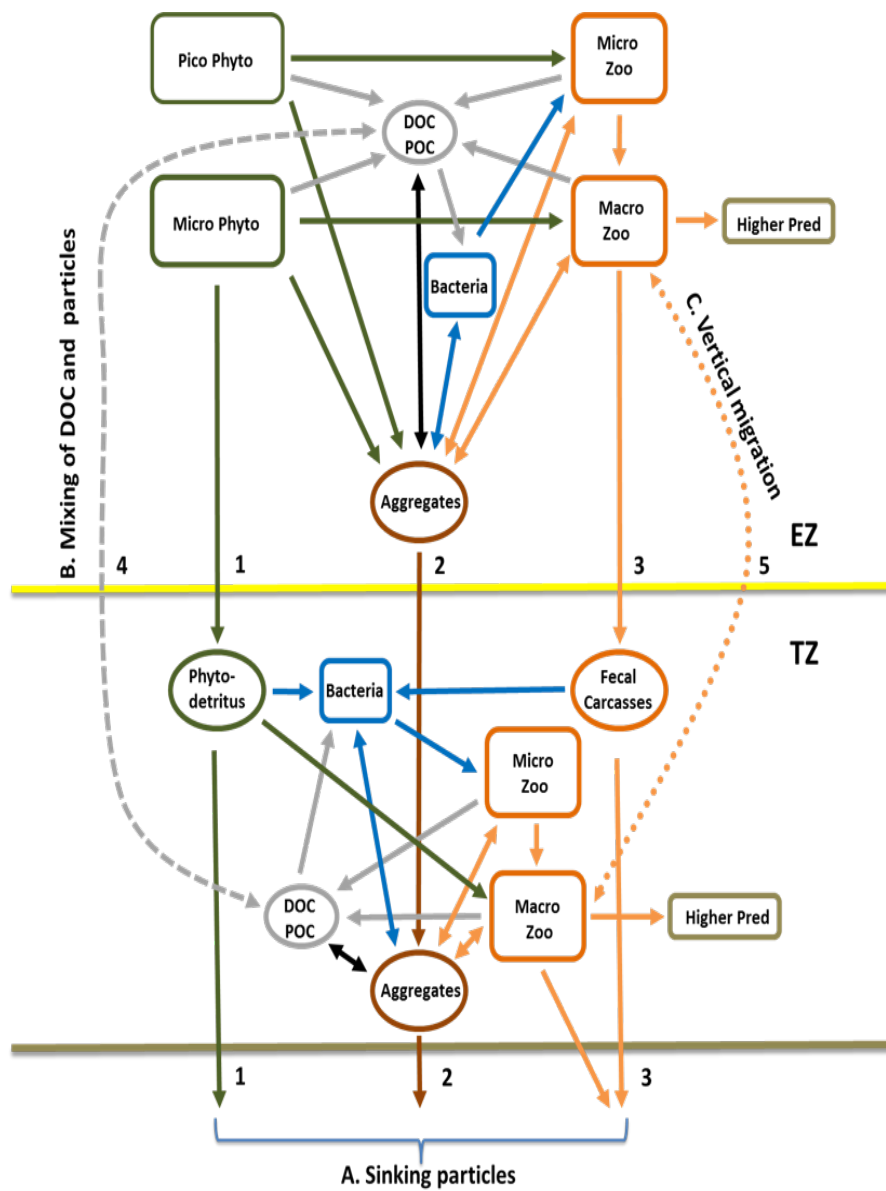 Pico Phyto
Micro
Zoo
DOC
POC
Micro Phyto
Macro
Zoo
Higher Pred
Bacteria
B. Mixing of DOC and particles
C. Vertical migration
Aggregates
EZ
4
1
2
3
5
TZ
Phyto-
detritus
Bacteria
Fecal
Carcasses
Micro
Zoo
DOC
POC
Macro
Zoo
Higher Pred
Aggregates
1
2
3
A. Sinking particles